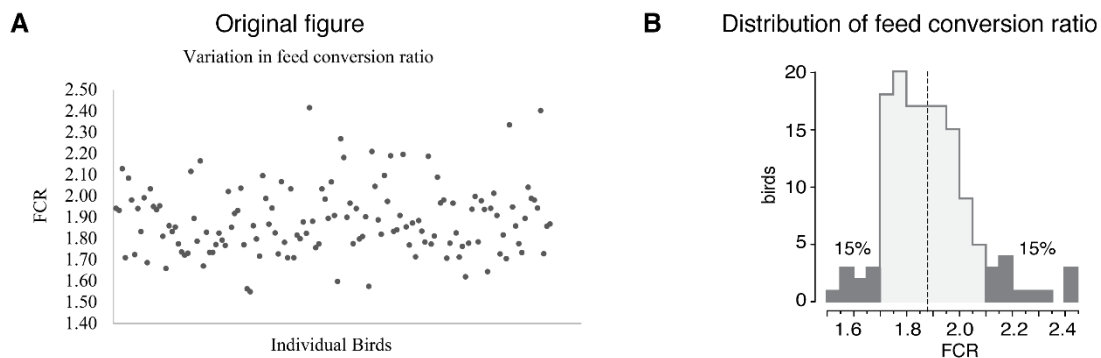 A
Original figure
Variation in feed conversion ratio
FCR
2.50
2.40
2.30
2.20
2.10
2.00
1.90
1.80
1.70
1.60
1.50
1.40
Individual Birds
B
Distribution of feed conversion ratio
birds
20
15
10
5
0
15%
15%
1.6
1.8
2.0
2.2
2.4
FCR